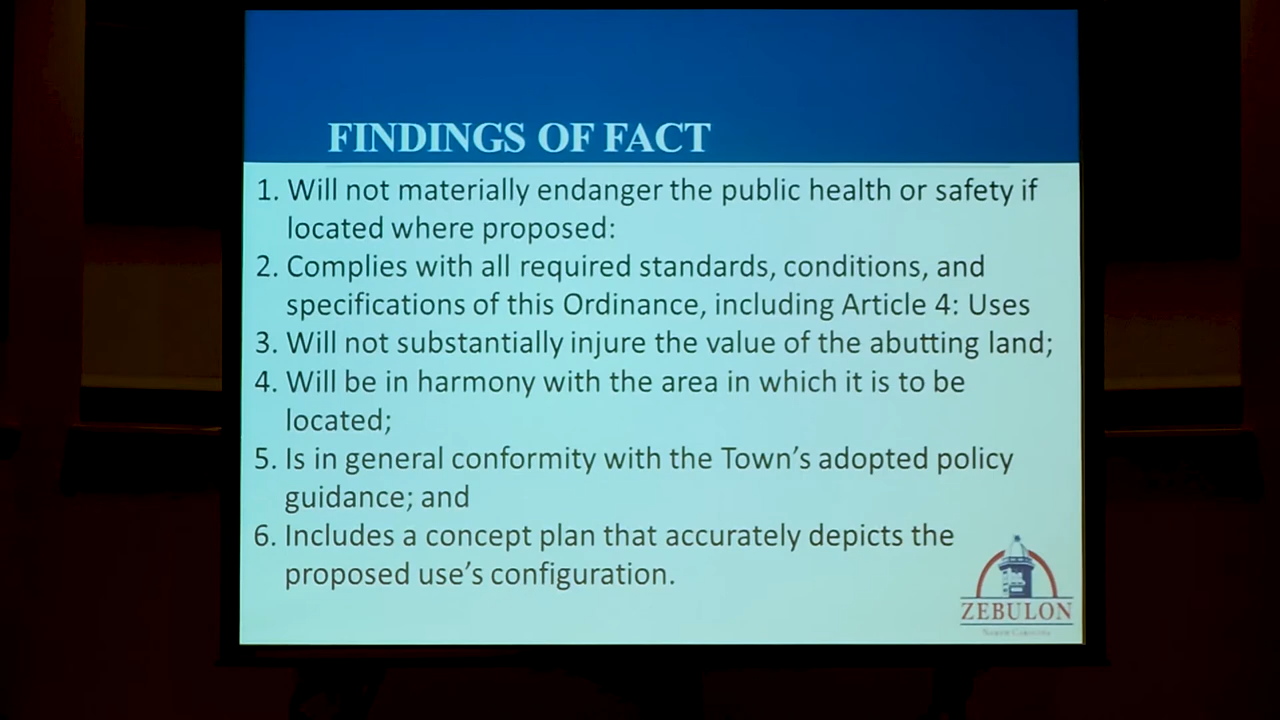 FINDINGS OF FACT
1. Will not materially endanger the public health or safety if
located where proposed:
2. Complies with all required standards, conditions, and
specifications of this Ordinance, including Article 4: Uses
3. Will not substantially injure the value of the abutting land;
4. Will be in harmony with the area in which it is to be
located;
5. Is in general conformity with the Town's adopted policy
guidance; and
6. Includes a concept plan that accurately depicts the
proposed use's configuration.
ZEBULON
NORTH CAROLINA